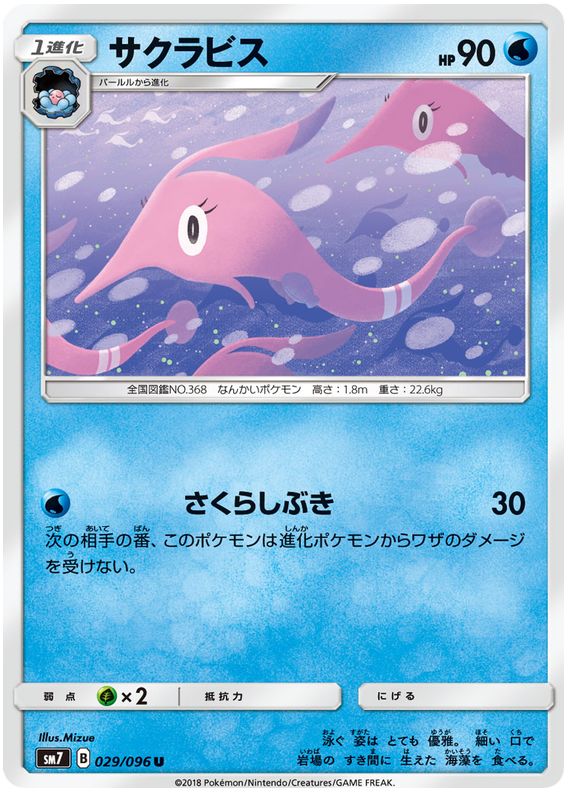 1進化 サクラビス HP90
パールルから進化
全国図鑑NO.368 なんかいポケモン 高さ:1.8m 重さ:22.6kg
さくらしぶき 30
次の相手の番、このポケモンは進化ポケモンからワザのダメージ
を受けない。
弱点 ×2 抵抗力 にげる
Illus.Mizue
泳ぐ 姿は とても 優雅。細い 口で
岩場の すき間に 生えた 海藻を 食べる。
SM7 B 029/096 U
©2018 Pokémon/Nintendo/Creatures/GAME FREAK.